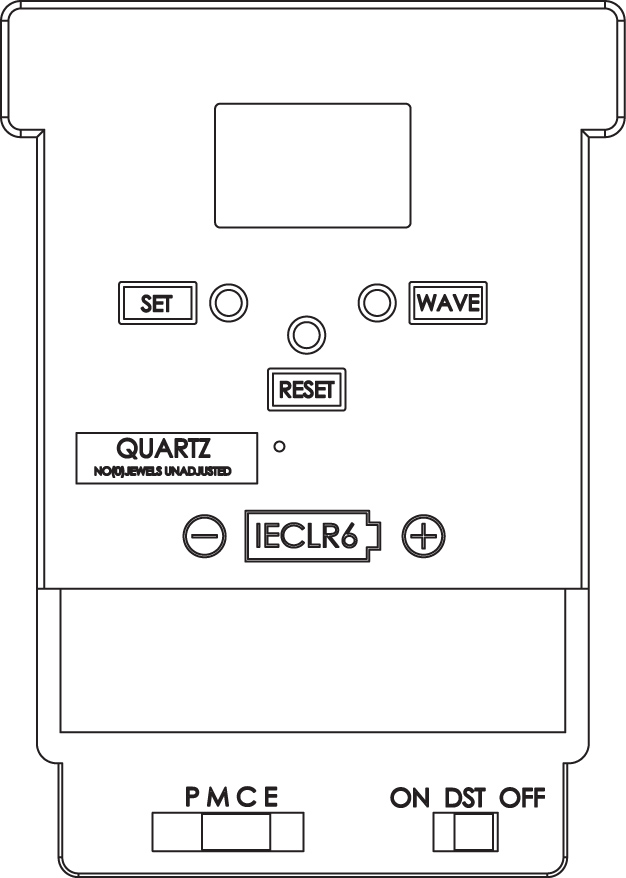 SET
WAVE
RESET
QUARTZ
NO(0)JEWELS UNADJUSTED
− IECLR6 +
P M C E
ON DST OFF